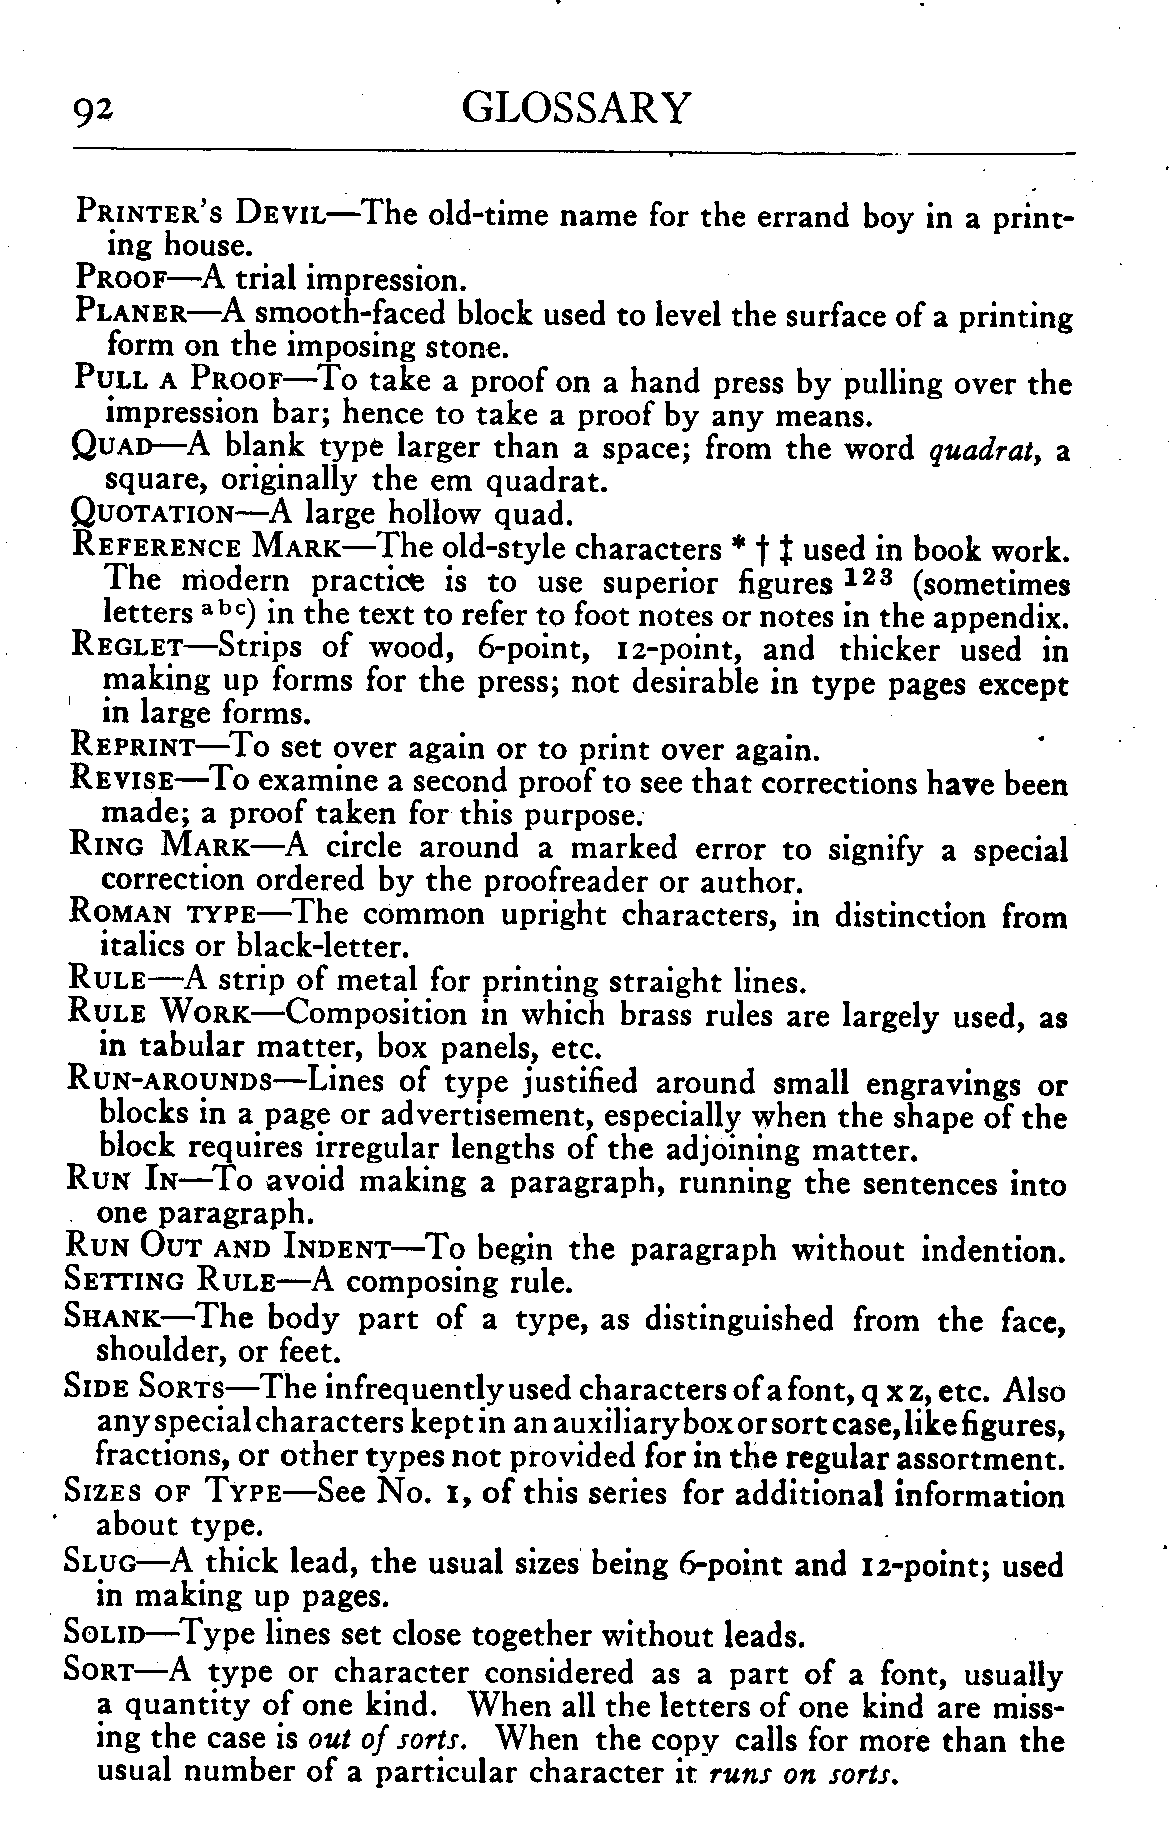 92 GLOSSARY
PRINTER'S DEVIL—The old-time name for the errand boy in a print-
ing house.
PROOF—A trial impression.
PLANER—A smooth-faced block used to level the surface of a printing
form on the imposing stone.
PULL A PROOF—To take a proof on a hand press by pulling over the
impression bar; hence to take a proof by any means.
QUAD—A blank type larger than a space; from the word quadrat, a
square, originally the em quadrat.
QUOTATION—A large hollow quad.
REFERENCE MARK—The old-style characters * † ‡ used in book work.
The modern practice is to use superior figures ¹²³ (sometimes
letters ᵃᵇᶜ) in the text to refer to foot notes or notes in the appendix.
REGLET—Strips of wood, 6-point, 12-point, and thicker used in
making up forms for the press; not desirable in type pages except
in large forms.
REPRINT—To set over again or to print over again.
REVISE—To examine a second proof to see that corrections have been
made; a proof taken for this purpose.
RING MARK—A circle around a marked error to signify a special
correction ordered by the proofreader or author.
ROMAN TYPE—The common upright characters, in distinction from
italics or black-letter.
RULE—A strip of metal for printing straight lines.
RULE WORK—Composition in which brass rules are largely used, as
in tabular matter, box panels, etc.
RUN-AROUNDS—Lines of type justified around small engravings or
blocks in a page or advertisement, especially when the shape of the
block requires irregular lengths of the adjoining matter.
RUN IN—To avoid making a paragraph, running the sentences into
one paragraph.
RUN OUT AND INDENT—To begin the paragraph without indention.
SETTING RULE—A composing rule.
SHANK—The body part of a type, as distinguished from the face,
shoulder, or feet.
SIDE SORTS—The infrequently used characters of a font, q x z, etc. Also
any special characters kept in an auxiliary box or sort case, like figures,
fractions, or other types not provided for in the regular assortment.
SIZES OF TYPE—See No. 1, of this series for additional information
about type.
SLUG—A thick lead, the usual sizes being 6-point and 12-point; used
in making up pages.
SOLID—Type lines set close together without leads.
SORT—A type or character considered as a part of a font, usually
a quantity of one kind. When all the letters of one kind are miss-
ing the case is out of sorts. When the copy calls for more than the
usual number of a particular character it runs on sorts.